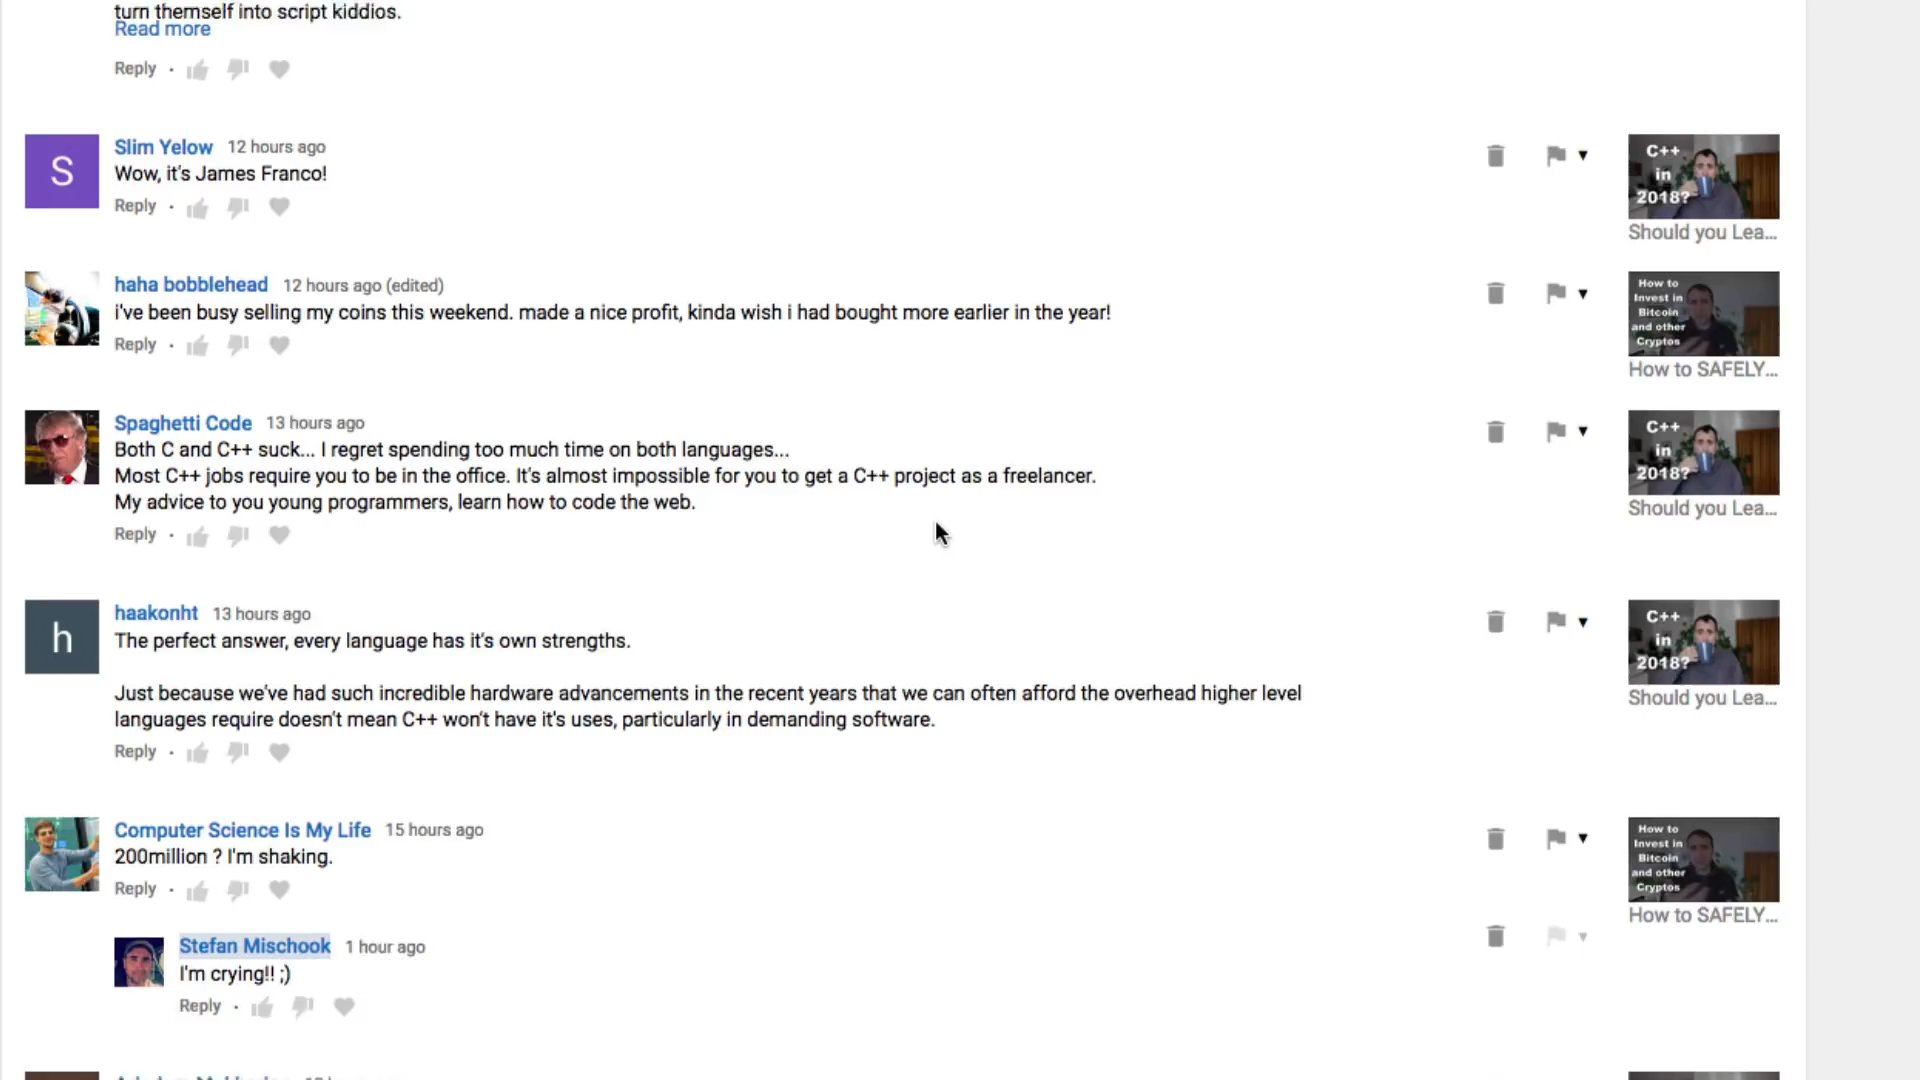 turn themself into script kiddios.
Read more
Reply
S
Slim Yelow 12 hours ago
Wow, it's James Franco!
Reply
C++
in
2018?
Should you Lea...
haha bobblehead 12 hours ago (edited)
i've been busy selling my coins this weekend. made a nice profit, kinda wish i had bought more earlier in the year!
Reply
How to
Invest in
Bitcoin
and other
Cryptos
How to SAFELY...
Spaghetti Code 13 hours ago
Both C and C++ suck... I regret spending too much time on both languages...
Most C++ jobs require you to be in the office. It's almost impossible for you to get a C++ project as a freelancer.
My advice to you young programmers, learn how to code the web.
Reply
C++
in
2018?
Should you Lea...
h
haakonht 13 hours ago
The perfect answer, every language has it's own strengths.
Just because we've had such incredible hardware advancements in the recent years that we can often afford the overhead higher level
languages require doesn't mean C++ won't have it's uses, particularly in demanding software.
Reply
C++
in
2018?
Should you Lea...
Computer Science Is My Life 15 hours ago
200million ? I'm shaking.
Reply
How to
Invest in
Bitcoin
and other
Cryptos
How to SAFELY...
Stefan Mischook 1 hour ago
I'm crying!! ;)
Reply